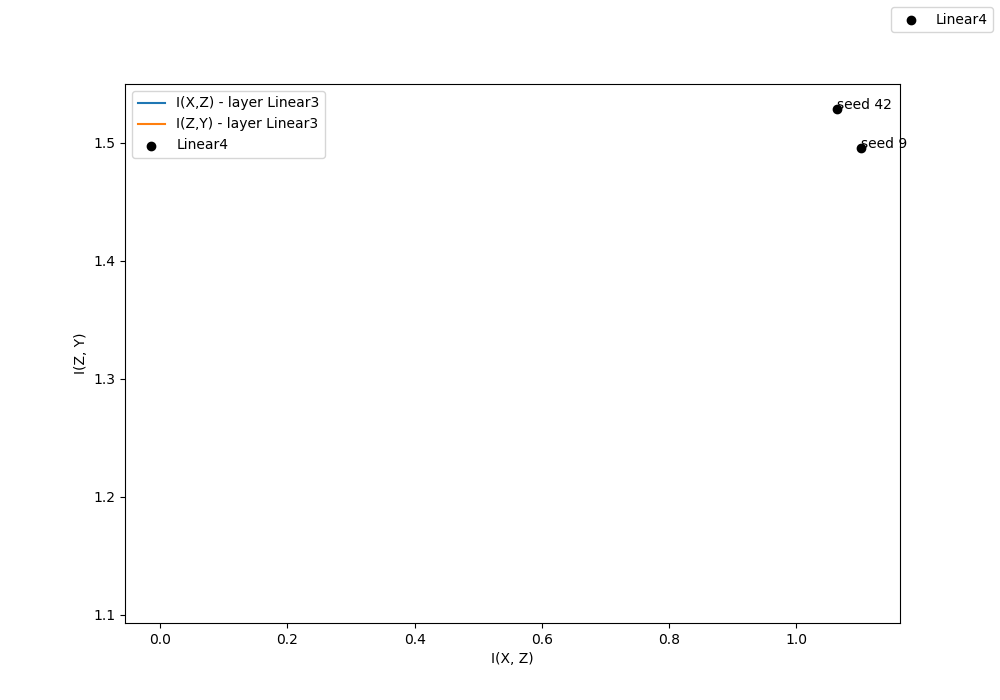 Linear4
I(X,Z) - layer Linear3
I(Z,Y) - layer Linear3
Linear4
seed 42
seed 9
1.5
1.4
1.3
1.2
1.1
I(Z, Y)
0.0 0.2 0.4 0.6 0.8 1.0
I(X, Z)